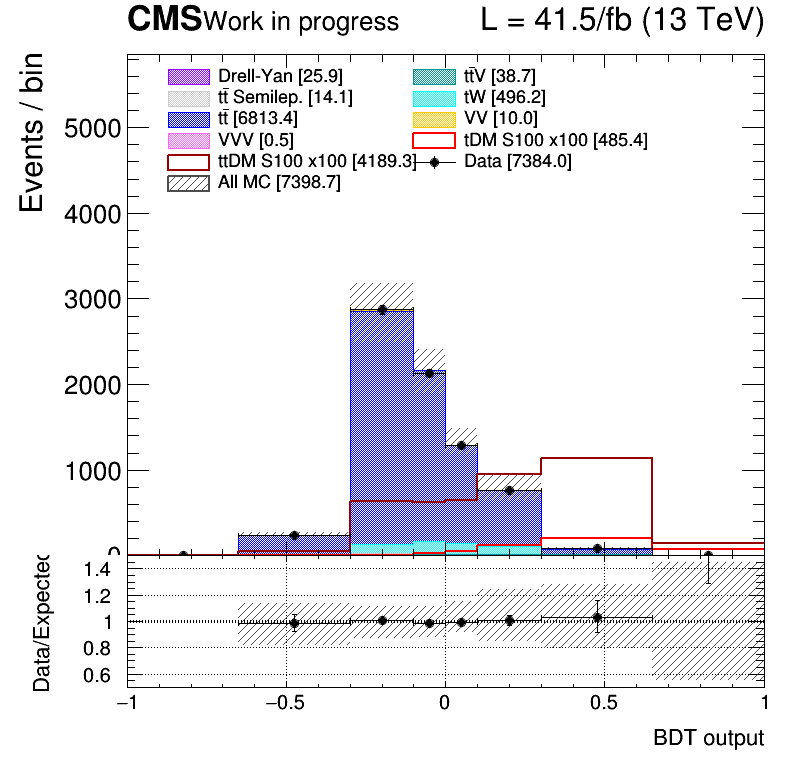 CMS Work in progress L = 41.5/fb (13 TeV)
Events / bin
Drell-Yan [25.9] tt̄V [38.7]
tt̄ Semilep. [14.1] tW [496.2]
tt̄ [6813.4] VV [10.0]
VVV [0.5] tDM S100 x100 [485.4]
ttDM S100 x100 [4189.3] Data [7384.0]
All MC [7398.7]
5000
4000
3000
2000
1000
0
Data/Expected
1.4
1.2
1
0.8
0.6
−1 −0.5 0 0.5 1
BDT output